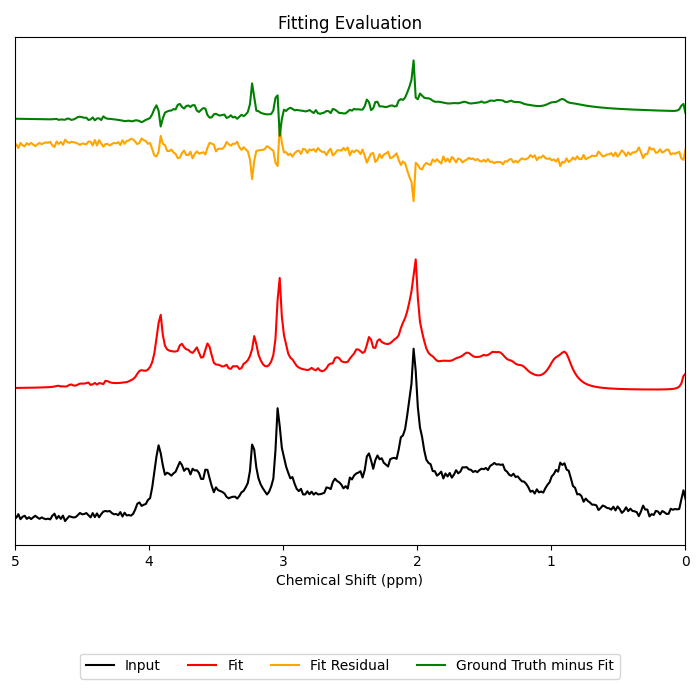 Fitting Evaluation
5 4 3 2 1 0
Chemical Shift (ppm)
Input Fit Fit Residual Ground Truth minus Fit